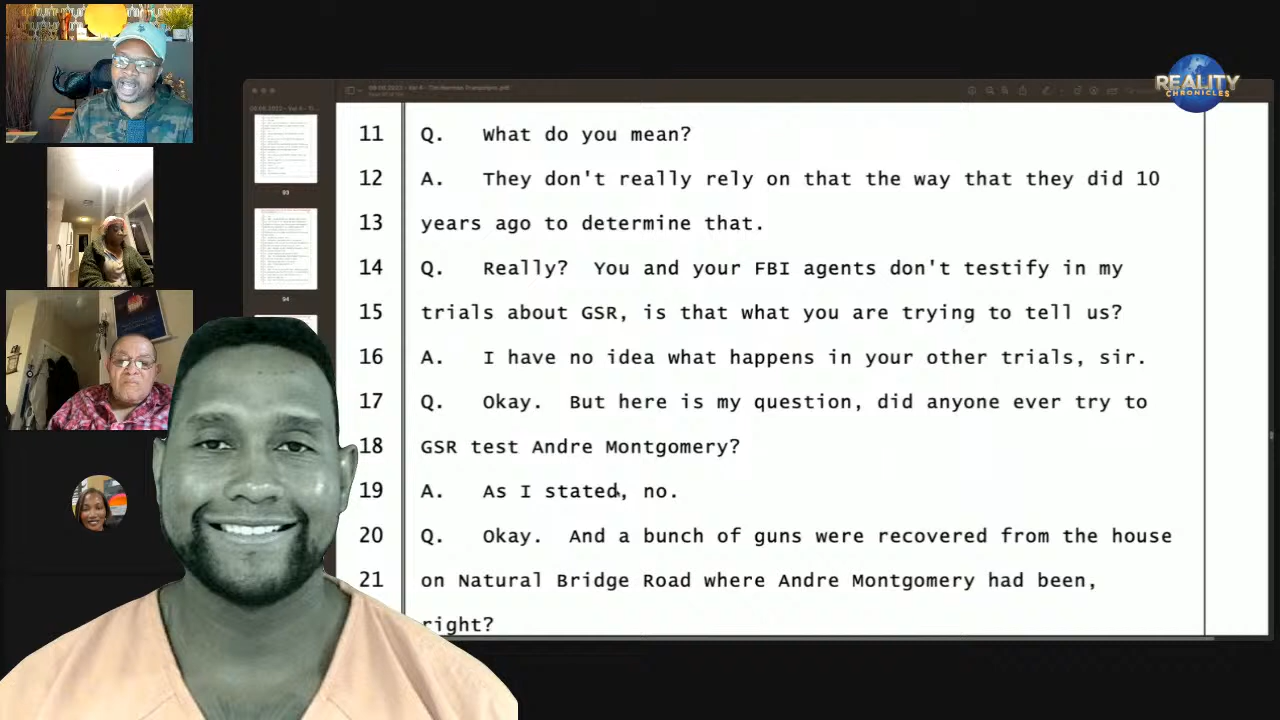 REALITY
CHRONICLES
93
94
11 Q. What do you mean?
12 A. They don't really rely on that the way that they did 10
13 years ago to determine that.
14 Q. Really? You and your FBI agents don't testify in my
15 trials about GSR, is that what you are trying to tell us?
16 A. I have no idea what happens in your other trials, sir.
17 Q. Okay. But here is my question, did anyone ever try to
18 GSR test Andre Montgomery?
19 A. As I stated, no.
20 Q. Okay. And a bunch of guns were recovered from the house
21 on Natural Bridge Road where Andre Montgomery had been,
right?